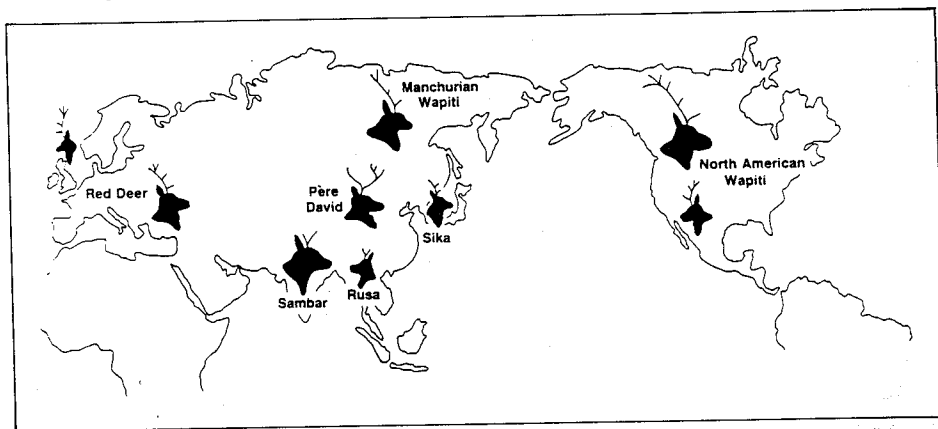 Manchurian
Wapiti
North American
Wapiti
Red Deer
Père
David
Sika
Sambar
Rusa